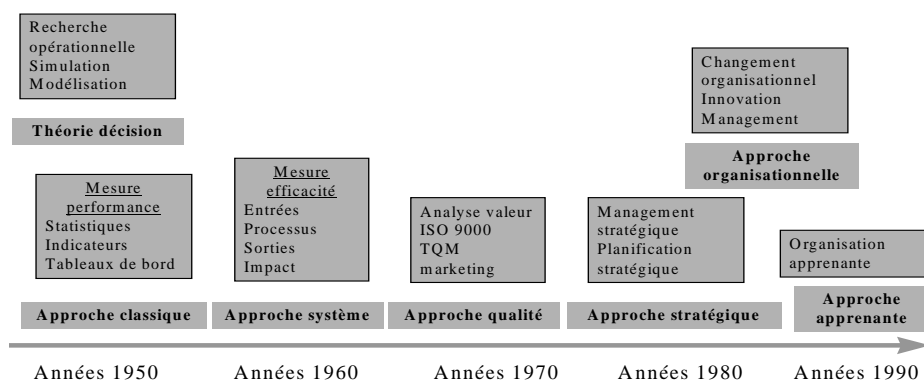 Recherche
opérationnelle
Simulation
Modélisation
Théorie décision
Mesure
performance
Statistiques
Indicateurs
Tableaux de bord
Approche classique
Mesure
efficacité
Entrées
Processus
Sorties
Impact
Approche système
Analyse valeur
ISO 9000
TQM
marketing
Approche qualité
Management
stratégique
Planification
stratégique
Approche stratégique
Changement
organisationnel
Innovation
Management
Approche
organisationnelle
Organisation
apprenante
Approche
apprenante
Années 1950
Années 1960
Années 1970
Années 1980
Années 1990